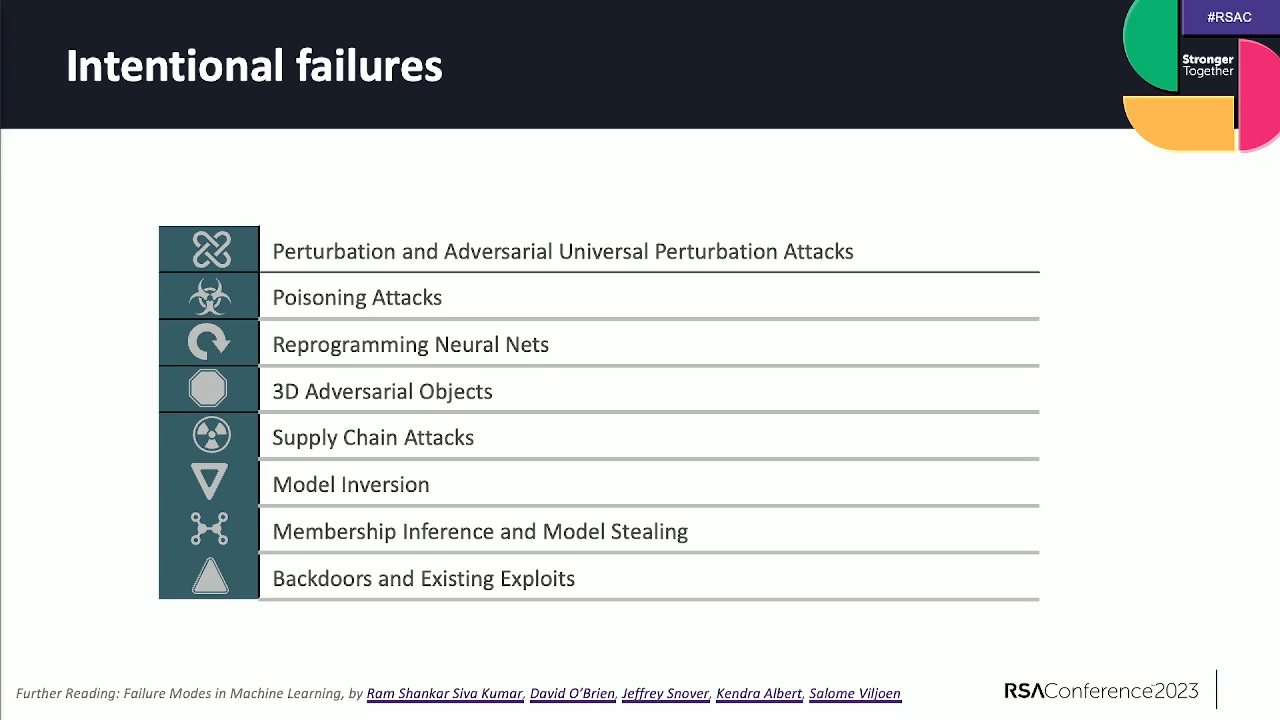 Intentional failures
#RSAC
Stronger
Together
Perturbation and Adversarial Universal Perturbation Attacks
Poisoning Attacks
Reprogramming Neural Nets
3D Adversarial Objects
Supply Chain Attacks
Model Inversion
Membership Inference and Model Stealing
Backdoors and Existing Exploits
Further Reading: Failure Modes in Machine Learning, by Ram Shankar Siva Kumar, David O’Brien, Jeffrey Snover, Kendra Albert, Salome Viljoen
RSAConference™2023